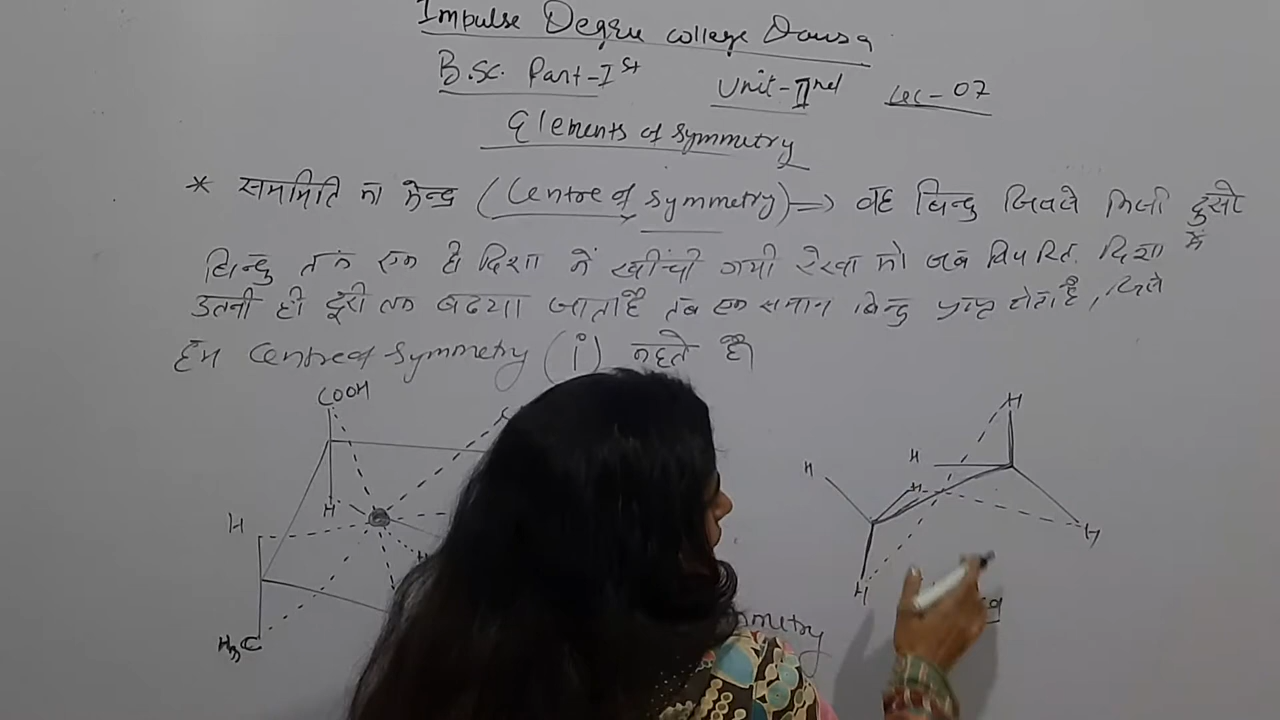 Impulse Degree college Dausa
B.Sc. Part-Ist Unit-IInd Lec-07
Elements of Symmetry
* सममिति का केन्द्र (Centre of Symmetry) => वह बिन्दु जिससे किसी दुसरे
बिन्दु तक एक ही दिशा में खींची गयी रेखा को जब विपरित दिशा में
उतनी ही दूरी तक बढाया जाता है तब एक समान बिन्दु प्राप्त होता है, जिसे
हम Centre of Symmetry (i) कहते है।
COOH
H
H
H
H3C
mmetry
H
H
H
H
H
H